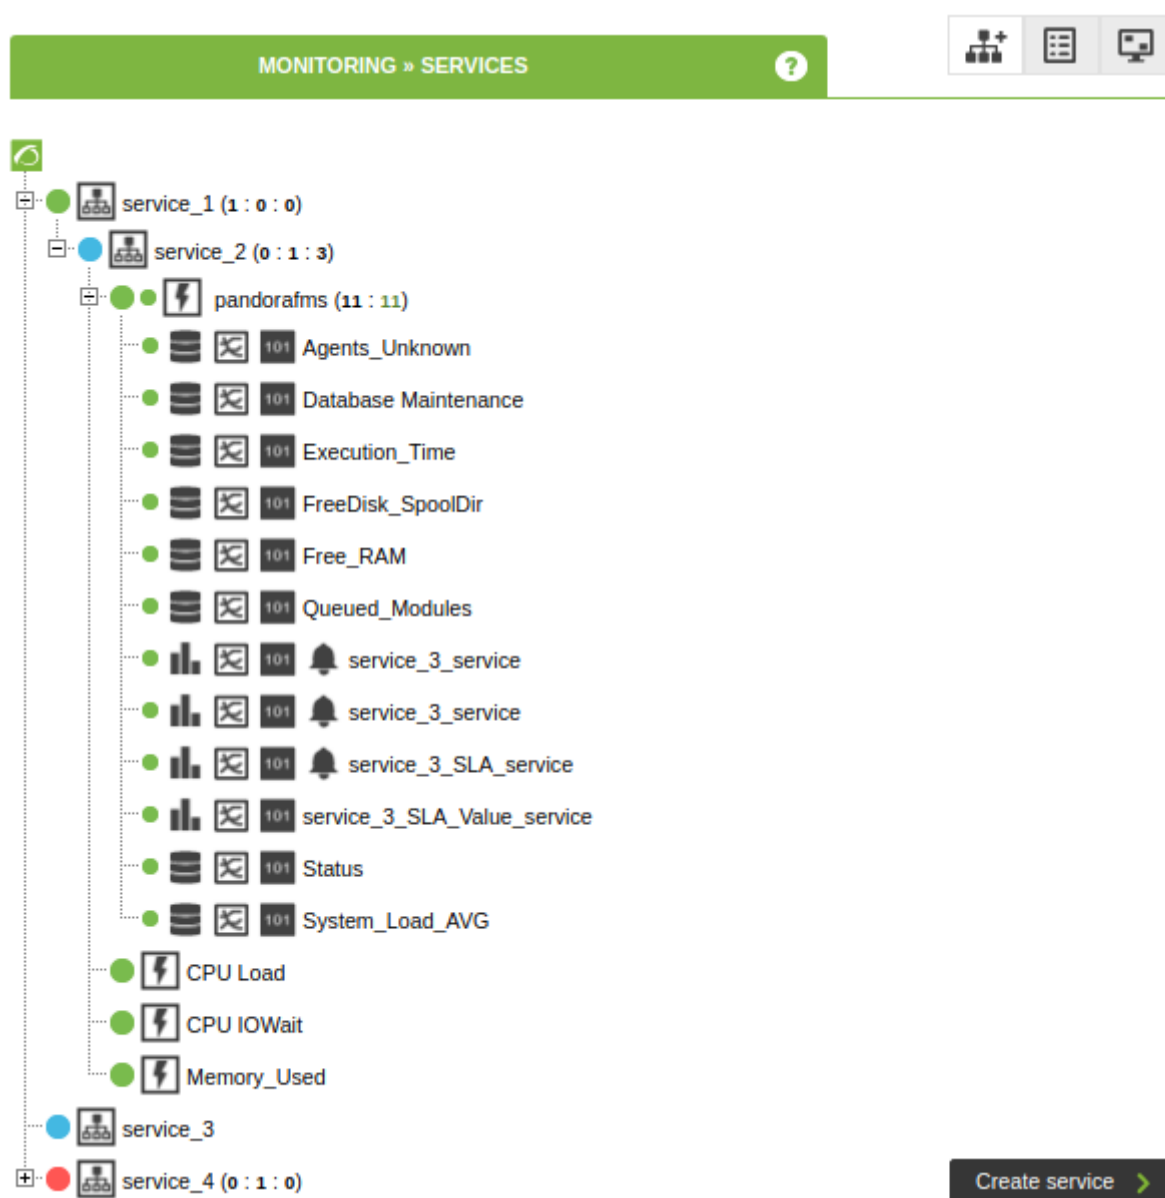 MONITORING » SERVICES ?
service_1 (1 : 0 : 0)
service_2 (0 : 1 : 3)
pandorafms (11 : 11)
101 Agents_Unknown
101 Database Maintenance
101 Execution_Time
101 FreeDisk_SpoolDir
101 Free_RAM
101 Queued_Modules
101 service_3_service
101 service_3_service
101 service_3_SLA_service
101 service_3_SLA_Value_service
101 Status
101 System_Load_AVG
CPU Load
CPU IOWait
Memory_Used
service_3
service_4 (0 : 1 : 0)
Create service